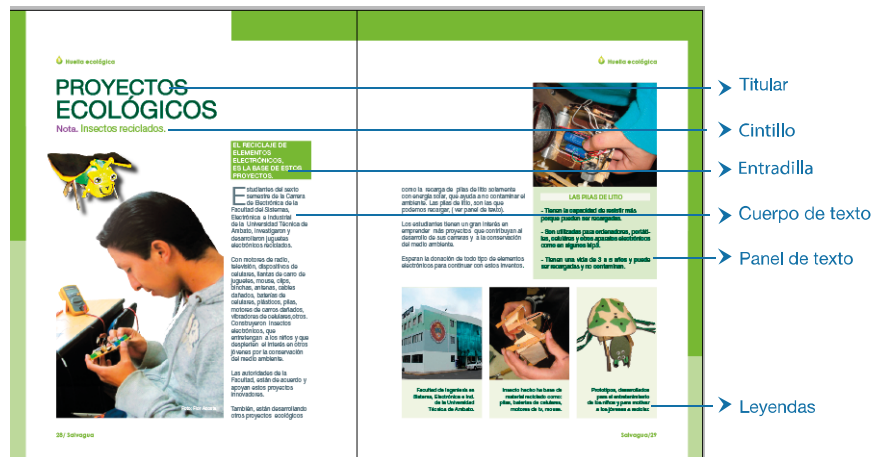 Huella ecológica
PROYECTOS
ECOLÓGICOS
Nota. Insectos reciclados.
EL RECICLAJE DE
ELEMENTOS
ELECTRÓNICOS,
ES LA BASE DE ESTOS
PROYECTOS.
Estudiantes del sexto
semestre de la Carrera
de Electrónica de la
Facultad del Sistemas,
Electrónica e Industrial
de la Universidad Técnica de
Ambato, investigaron y
desarrollaron juguetes
electrónicos reciclados.
Con motores de radio,
televisión, dispositivos de
celulares, llantas de carro de
juguetes, mouse, clips,
pinchas, antenas, cables
dañados, baterías de
celulares, plásticos, pilas,
motores de carros dañados,
vibradoras de celulares,otros.
Construyeron insectos
electrónicos, que
entretengan a los niños y que
despierten el interés en otros
jóvenes por la conservación
del medio ambiente.
Las autoridades de la
Facultad, están de acuerdo y
apoyan estos proyectos
innovadores.
También, están desarrollando
otros proyectos ecológicos
28/ Salvagua
Huella ecológica
como la recarga de pilas de litio solamente
con energía solar, que ayuda a no contaminar el
ambiente. Las pilas de litio, son las que
podemos recargar, ( ver panel de texto).
Los estudiantes tienen un gran interés en
emprender más proyectos que contribuyan al
desarrollo de sus carreras y a la conservación
del medio ambiente.
Esperan la donación de todo tipo de elementos
electrónicos para continuar con estos inventos.
LAS PILAS DE LITIO
- Tienen la capacidad de resistir más
porque pueden ser recargadas.
- Son utilizadas para ordenadores, portáti-
les, celulares y otros aparatos electrónicos
como en algunos
- Tienen una vida de 3 a 5 años y puede
ser recargadas y no contaminan.
Facultad de Ingeniería en
Sistema, Electrónica e Ind.
de la Universidad
Técnica de Ambato.
Insecto hecho a base de
material reciclado como:
pilas, baterías de celulares,
motores de tv, mouse.
Prototipos, desarrollados
para el entretenimiento
de los niños y para motivar
a los jóvenes a reciclar.
Salvagua/29
Titular
Cintillo
Entradilla
Cuerpo de texto
Panel de texto
Leyendas